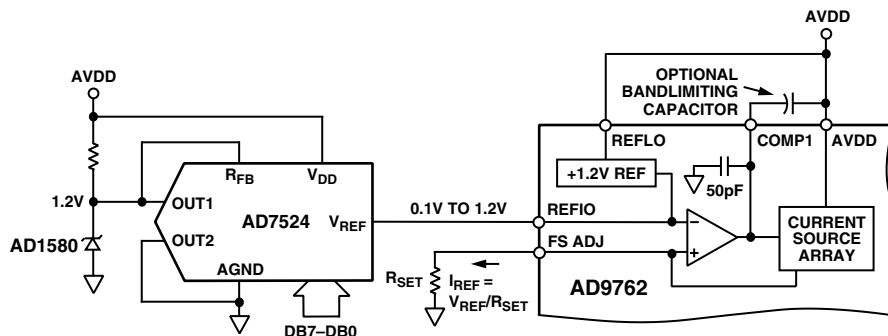 AVDD
OPTIONAL
BANDLIMITING
CAPACITOR
AVDD
REFLO
COMP1
AVDD
+1.2V REF
50pF
RFB
VDD
1.2V
OUT1
AD7524
VREF
0.1V TO 1.2V
REFIO
–
CURRENT
SOURCE
ARRAY
AD1580
OUT2
FS ADJ
+
AGND
RSET
IREF =
VREF/RSET
AD9762
DB7–DB0